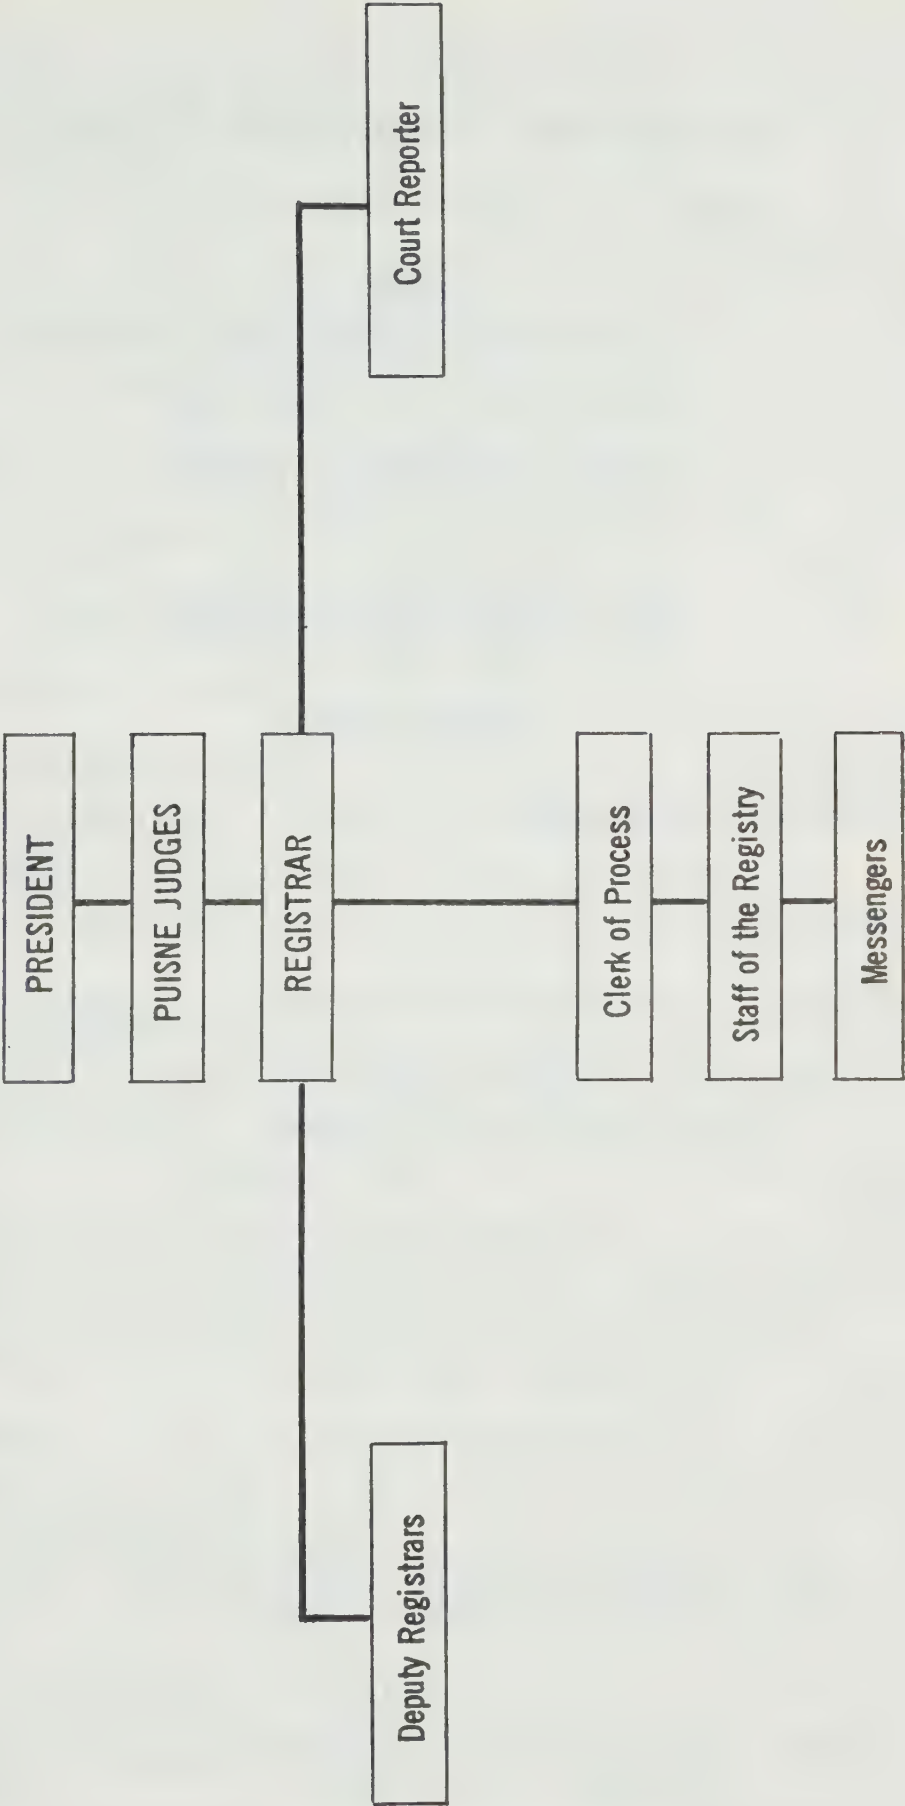 PRESIDENT
PUISNE JUDGES
REGISTRAR
Deputy Registrars
Court Reporter
Clerk of Process
Staff of the Registry
Messengers